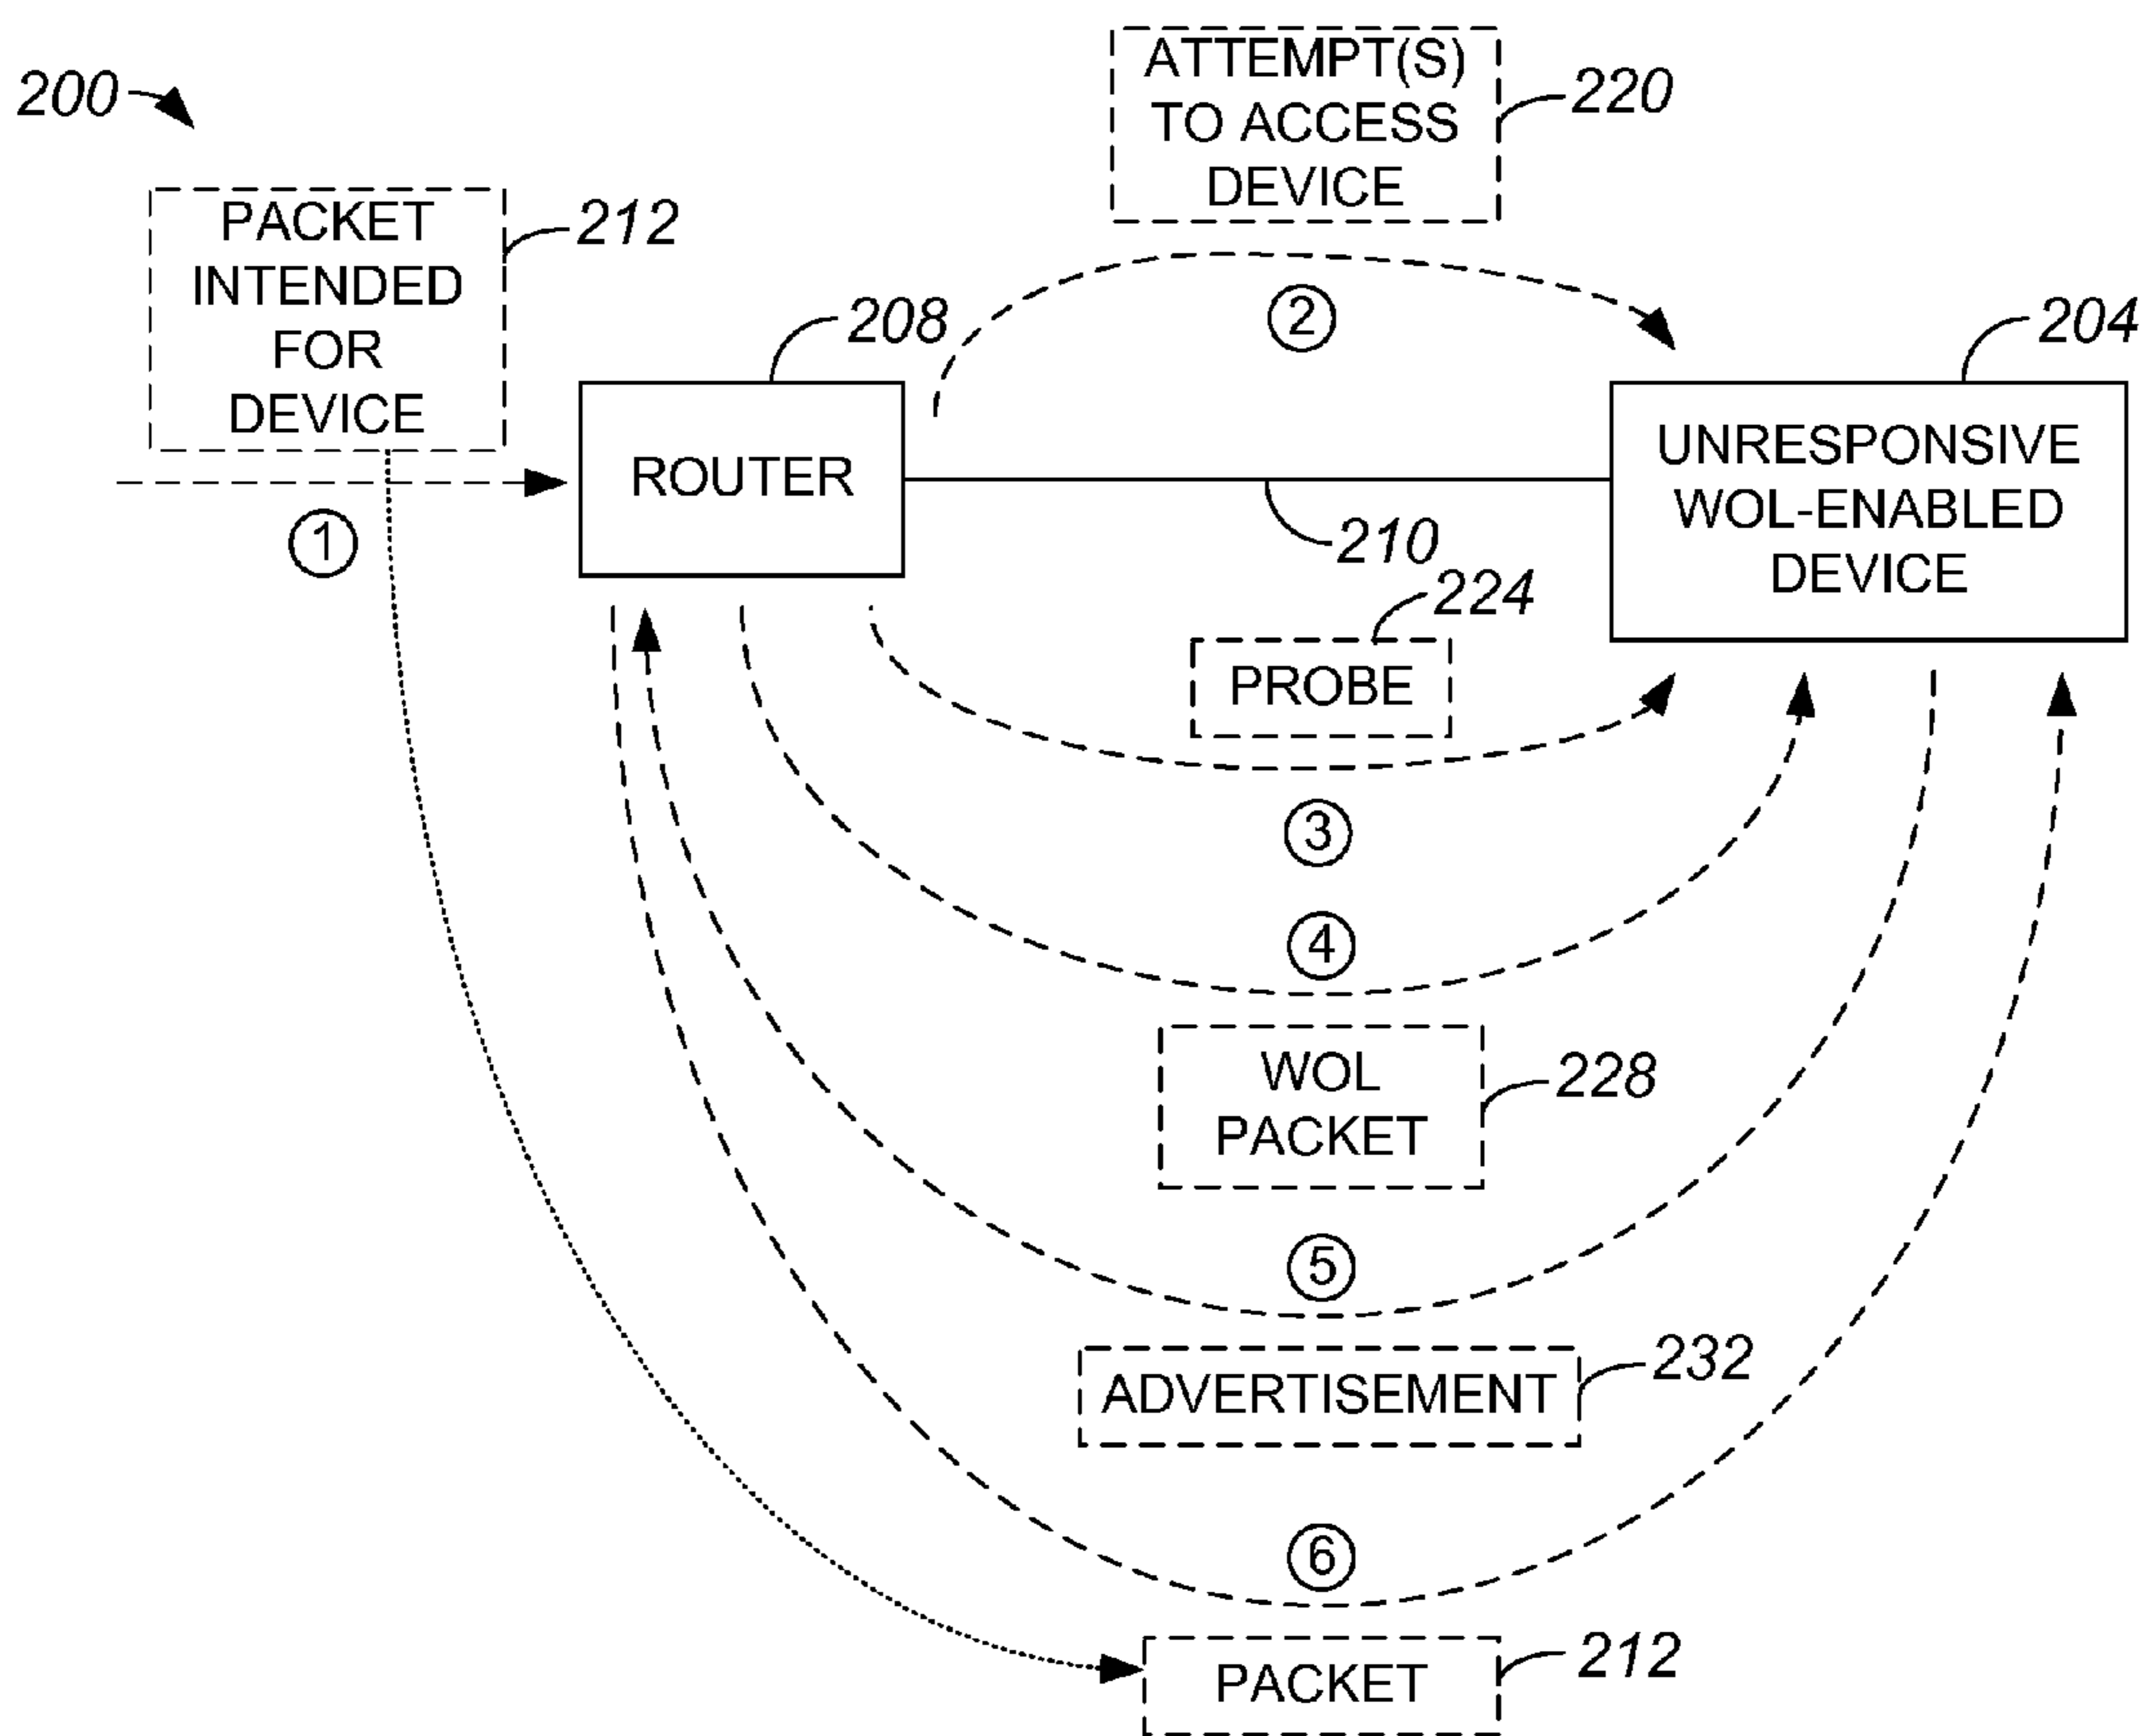 200
ATTEMPT(S)
TO ACCESS
DEVICE
220
PACKET
INTENDED
FOR
DEVICE
212
1
2
208
ROUTER
204
UNRESPONSIVE
WOL-ENABLED
DEVICE
210
224
PROBE
3
4
WOL
PACKET
228
5
ADVERTISEMENT
232
6
PACKET
212